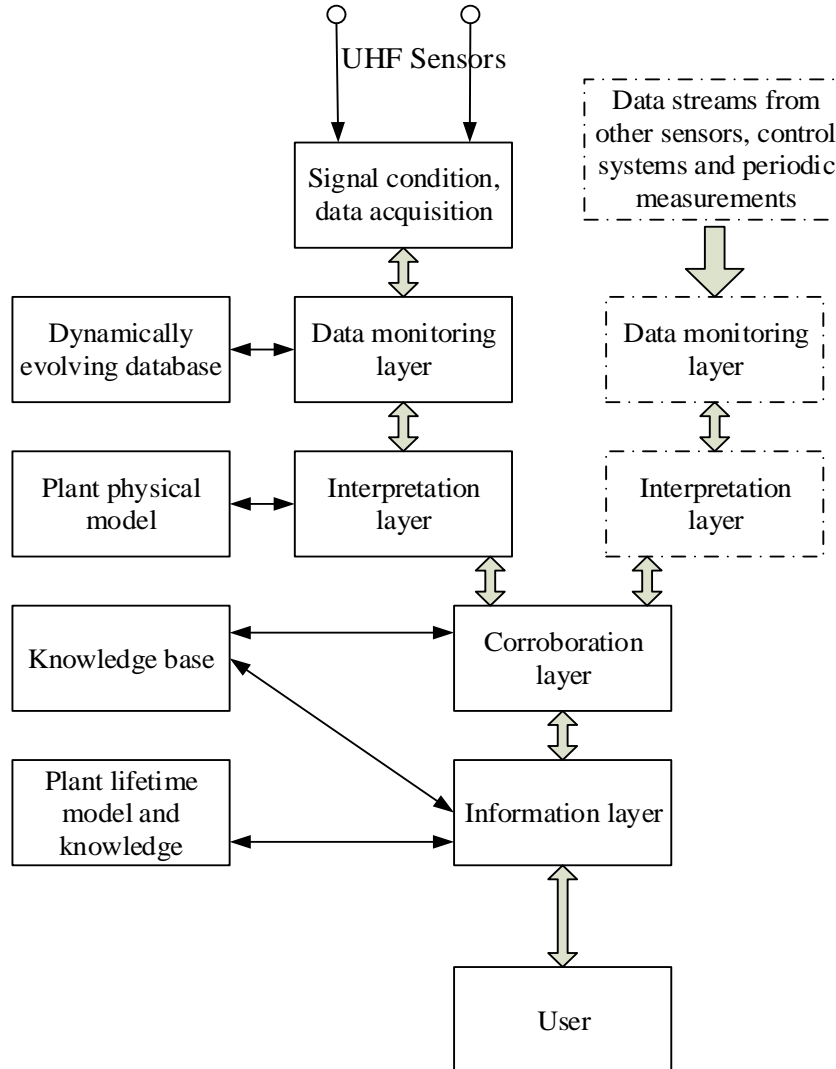 UHF Sensors
Data streams from
other sensors, control
systems and periodic
measurements
Signal condition,
data acquisition
Dynamically
evolving database
Data monitoring
layer
Data monitoring
layer
Plant physical
model
Interpretation
layer
Interpretation
layer
Knowledge base
Corroboration
layer
Plant lifetime
model and
knowledge
Information layer
User